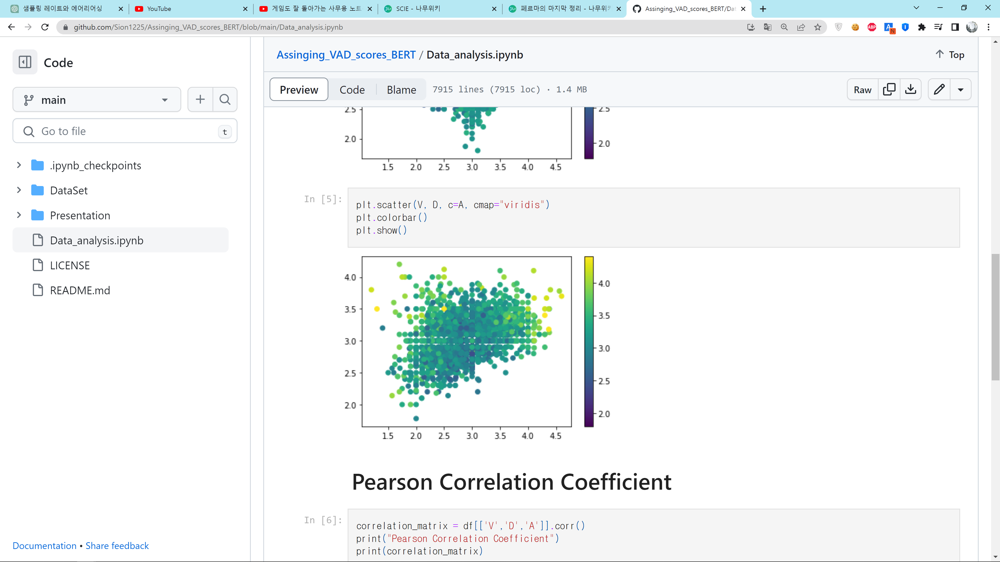 샘플링 레이트와 에어리어싱
YouTube
게임도 잘 돌아가는 사무용 노트
SCIE - 나무위키
페르마의 마지막 정리 - 나무위키
Assinging_VAD_scores_BERT/Dat
github.com/Sion1225/Assinging_VAD_scores_BERT/blob/main/Data_analysis.ipynb
ABP
A
N
Code
main
Go to file
t
.ipynb_checkpoints
DataSet
Presentation
Data_analysis.ipynb
LICENSE
README.md
Documentation • Share feedback
Assinging_VAD_scores_BERT / Data_analysis.ipynb
Top
Preview
Code
Blame
7915 lines (7915 loc) · 1.4 MB
Raw
2.5
2.0
1.5 2.0 2.5 3.0 3.5 4.0 4.5
2.5
2.0
In [5]:
plt.scatter(V, D, c=A, cmap="viridis")
plt.colorbar()
plt.show()
4.0
3.5
3.0
2.5
2.0
1.5 2.0 2.5 3.0 3.5 4.0 4.5
4.0
3.5
3.0
2.5
2.0
Pearson Correlation Coefficient
In [6]:
correlation_matrix = df[['V','D','A']].corr()
print("Pearson Correlation Coefficient")
print(correlation_matrix)